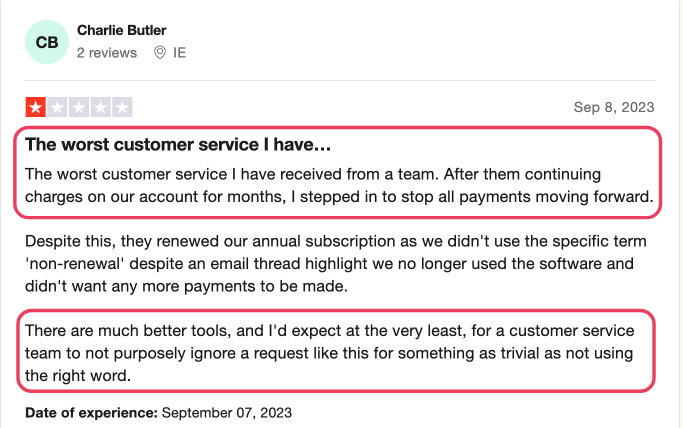 CB
Charlie Butler
2 reviews IE
Sep 8, 2023
The worst customer service I have…
The worst customer service I have received from a team. After them continuing
charges on our account for months, I stepped in to stop all payments moving forward.
Despite this, they renewed our annual subscription as we didn't use the specific term
'non-renewal' despite an email thread highlight we no longer used the software and
didn't want any more payments to be made.
There are much better tools, and I'd expect at the very least, for a customer service
team to not purposely ignore a request like this for something as trivial as not using
the right word.
Date of experience: September 07, 2023